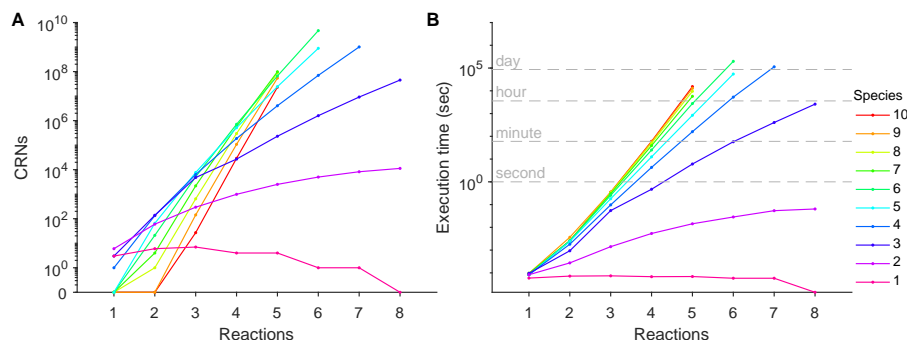 A
CRNs
10^10
10^8
10^6
10^4
10^2
10^0
0
1 2 3 4 5 6 7 8
Reactions
B
Execution time (sec)
10^5
10^0
day
hour
minute
second
1 2 3 4 5 6 7 8
Reactions
Species
10
9
8
7
6
5
4
3
2
1